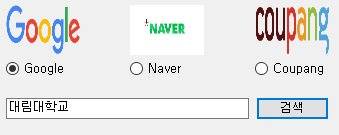 Google NAVER coupang
Google Naver Coupang
대림대학교 검색